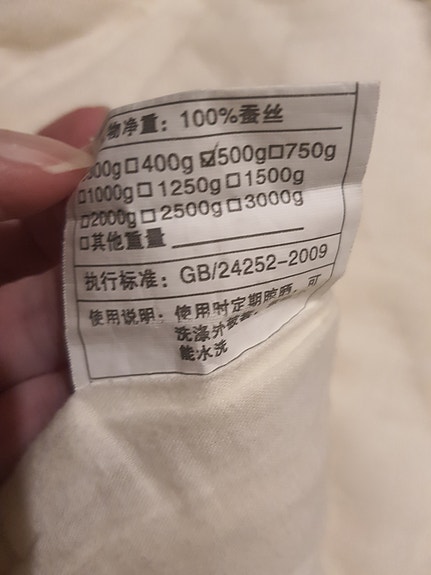 物净重：100%蚕丝
00g□400g☑500g□750g
□1000g□1250g□1500g
□2000g□2500g□3000g
□其他重量
执行标准：GB/24252-2009
使用说明：使用时定期晾晒，可
洗涤外被套，
能水洗